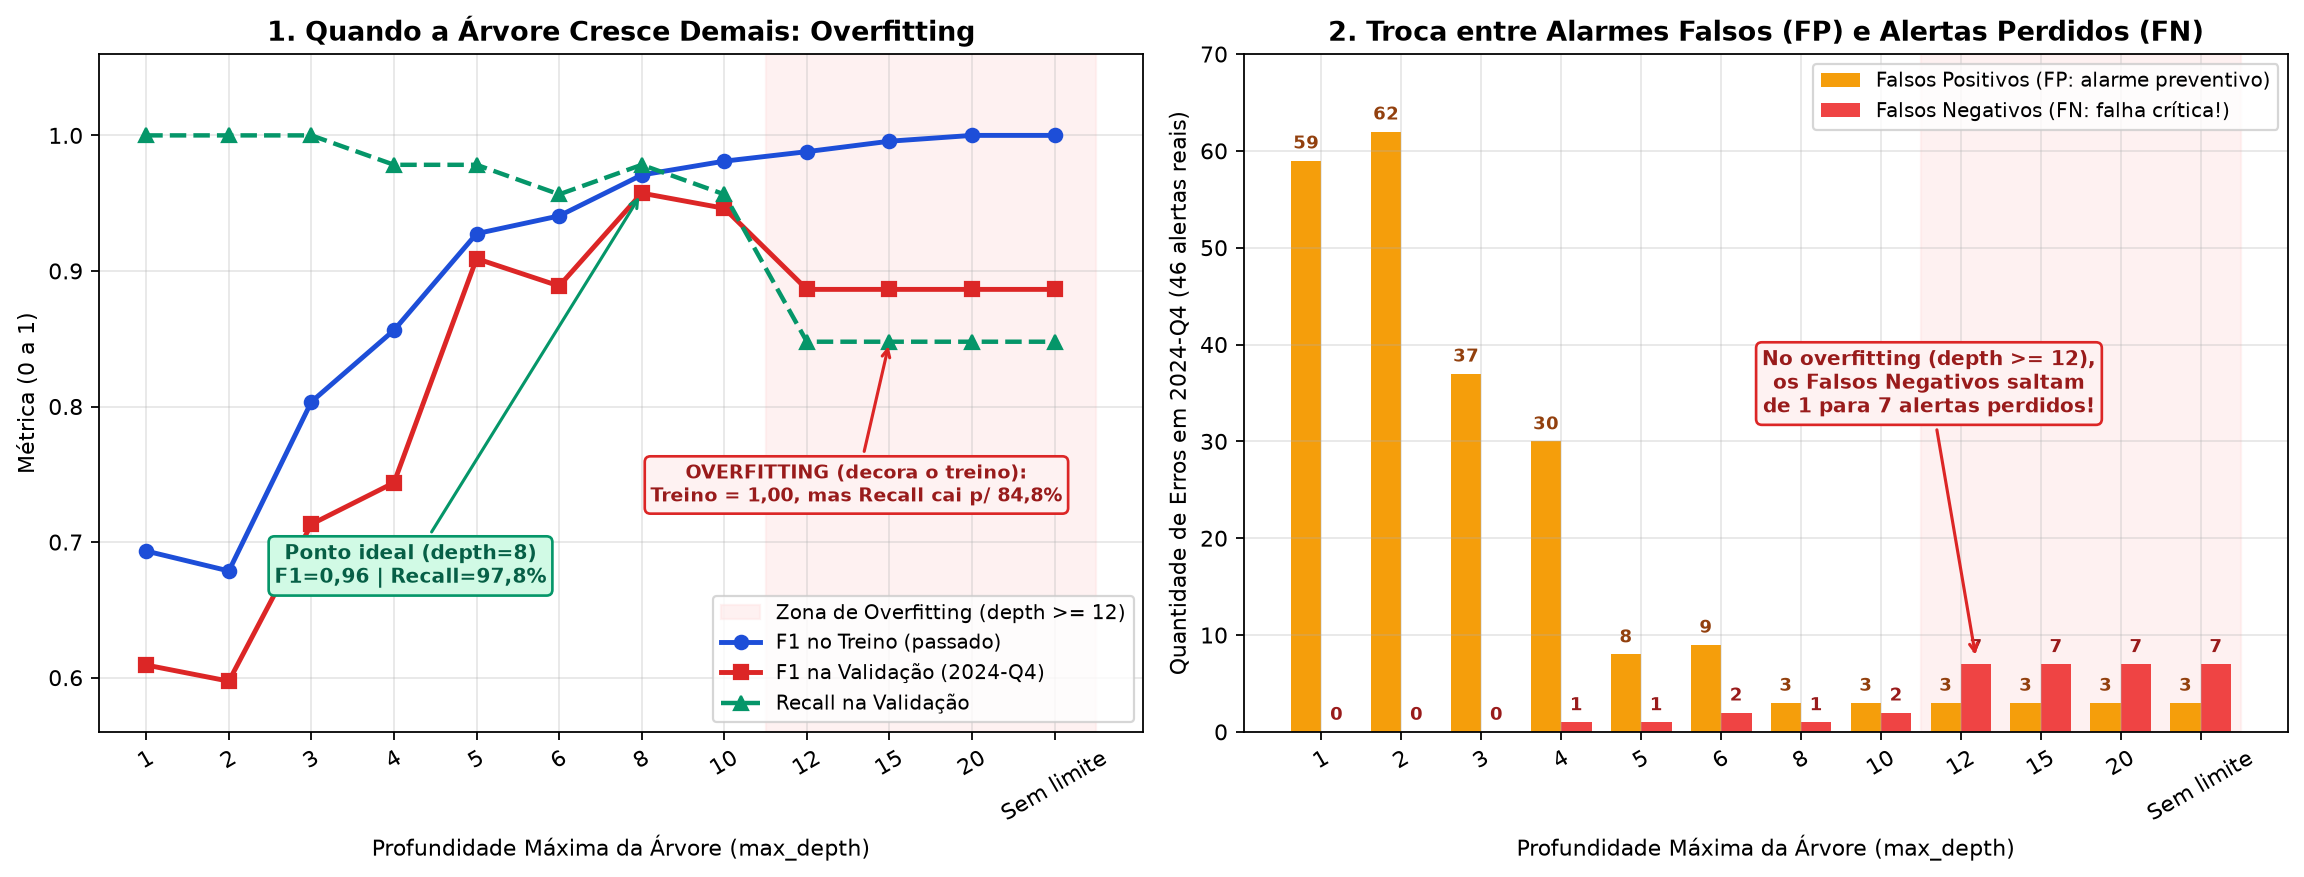 1. Quando a Árvore Cresce Demais: Overfitting
Métrica (0 a 1)
1.0
0.9
0.8
0.7
0.6
Ponto ideal (depth=8)
F1=0,96 | Recall=97,8%
OVERFITTING (decora o treino):
Treino = 1,00, mas Recall cai p/ 84,8%
Zona de Overfitting (depth >= 12)
F1 no Treino (passado)
F1 na Validação (2024-Q4)
Recall na Validação
1 2 3 4 5 6 8 10 12 15 20 Sem limite
Profundidade Máxima da Árvore (max_depth)
2. Troca entre Alarmes Falsos (FP) e Alertas Perdidos (FN)
Quantidade de Erros em 2024-Q4 (46 alertas reais)
70
60
50
40
30
20
10
0
Falsos Positivos (FP: alarme preventivo)
Falsos Negativos (FN: falha crítica!)
No overfitting (depth >= 12),
os Falsos Negativos saltam
de 1 para 7 alertas perdidos!
59 62 37 30 8 9 3 3 3 3 3 3
0 0 0 1 1 2 1 2 7 7 7 7
1 2 3 4 5 6 8 10 12 15 20 Sem limite
Profundidade Máxima da Árvore (max_depth)